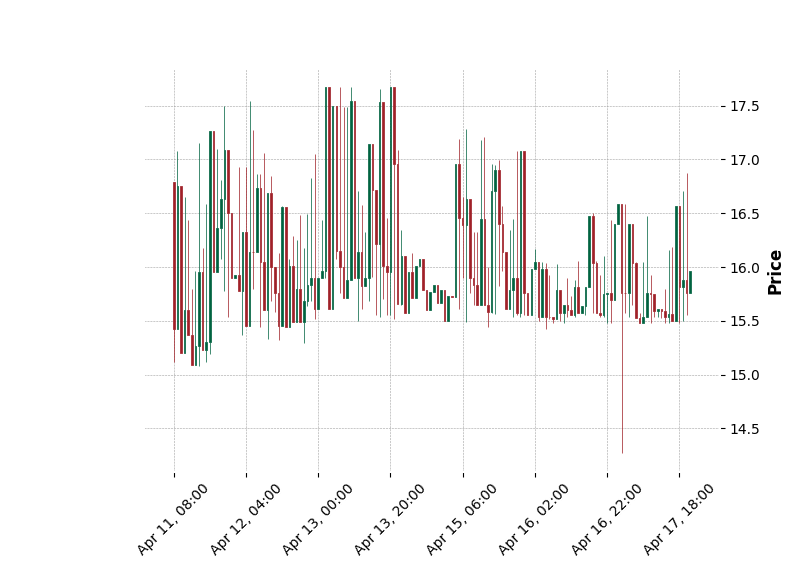 17.5
17.0
16.5
16.0
15.5
15.0
14.5
Price
Apr 11, 08:00
Apr 12, 04:00
Apr 13, 00:00
Apr 13, 20:00
Apr 15, 06:00
Apr 16, 02:00
Apr 16, 22:00
Apr 17, 18:00